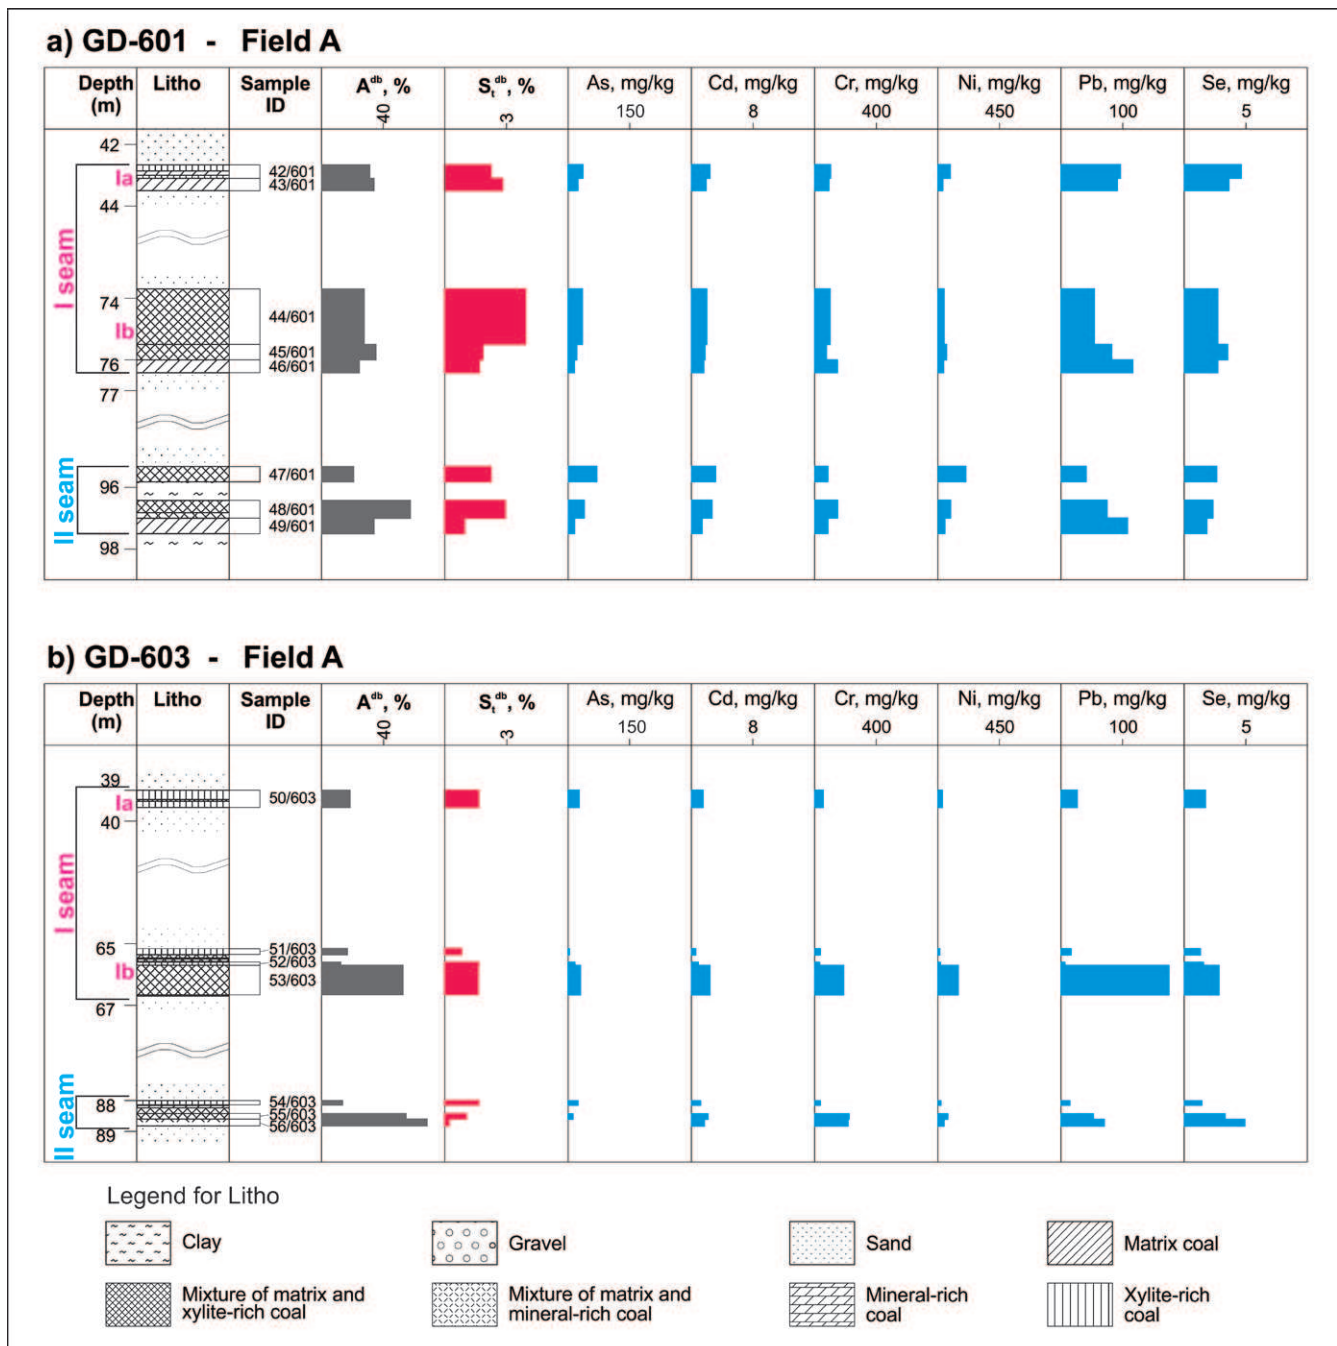 a) GD-601 - Field A
Depth (m) Litho Sample ID A^db, % S_t^db, % As, mg/kg Cd, mg/kg Cr, mg/kg Ni, mg/kg Pb, mg/kg Se, mg/kg
40 3 150 8 400 450 100 5
42
I seam
Ia
42/601
43/601
44
74
Ib
44/601
45/601
76
46/601
77
II seam
47/601
96
48/601
49/601
98
b) GD-603 - Field A
Depth (m) Litho Sample ID A^db, % S_t^db, % As, mg/kg Cd, mg/kg Cr, mg/kg Ni, mg/kg Pb, mg/kg Se, mg/kg
40 3 150 8 400 450 100 5
39
I seam
Ia
50/603
40
65
51/603
52/603
Ib
53/603
67
II seam
88
54/603
55/603
56/603
89
Legend for Litho
Clay
Gravel
Sand
Matrix coal
Mixture of matrix and
xylite-rich coal
Mixture of matrix and
mineral-rich coal
Mineral-rich
coal
Xylite-rich
coal